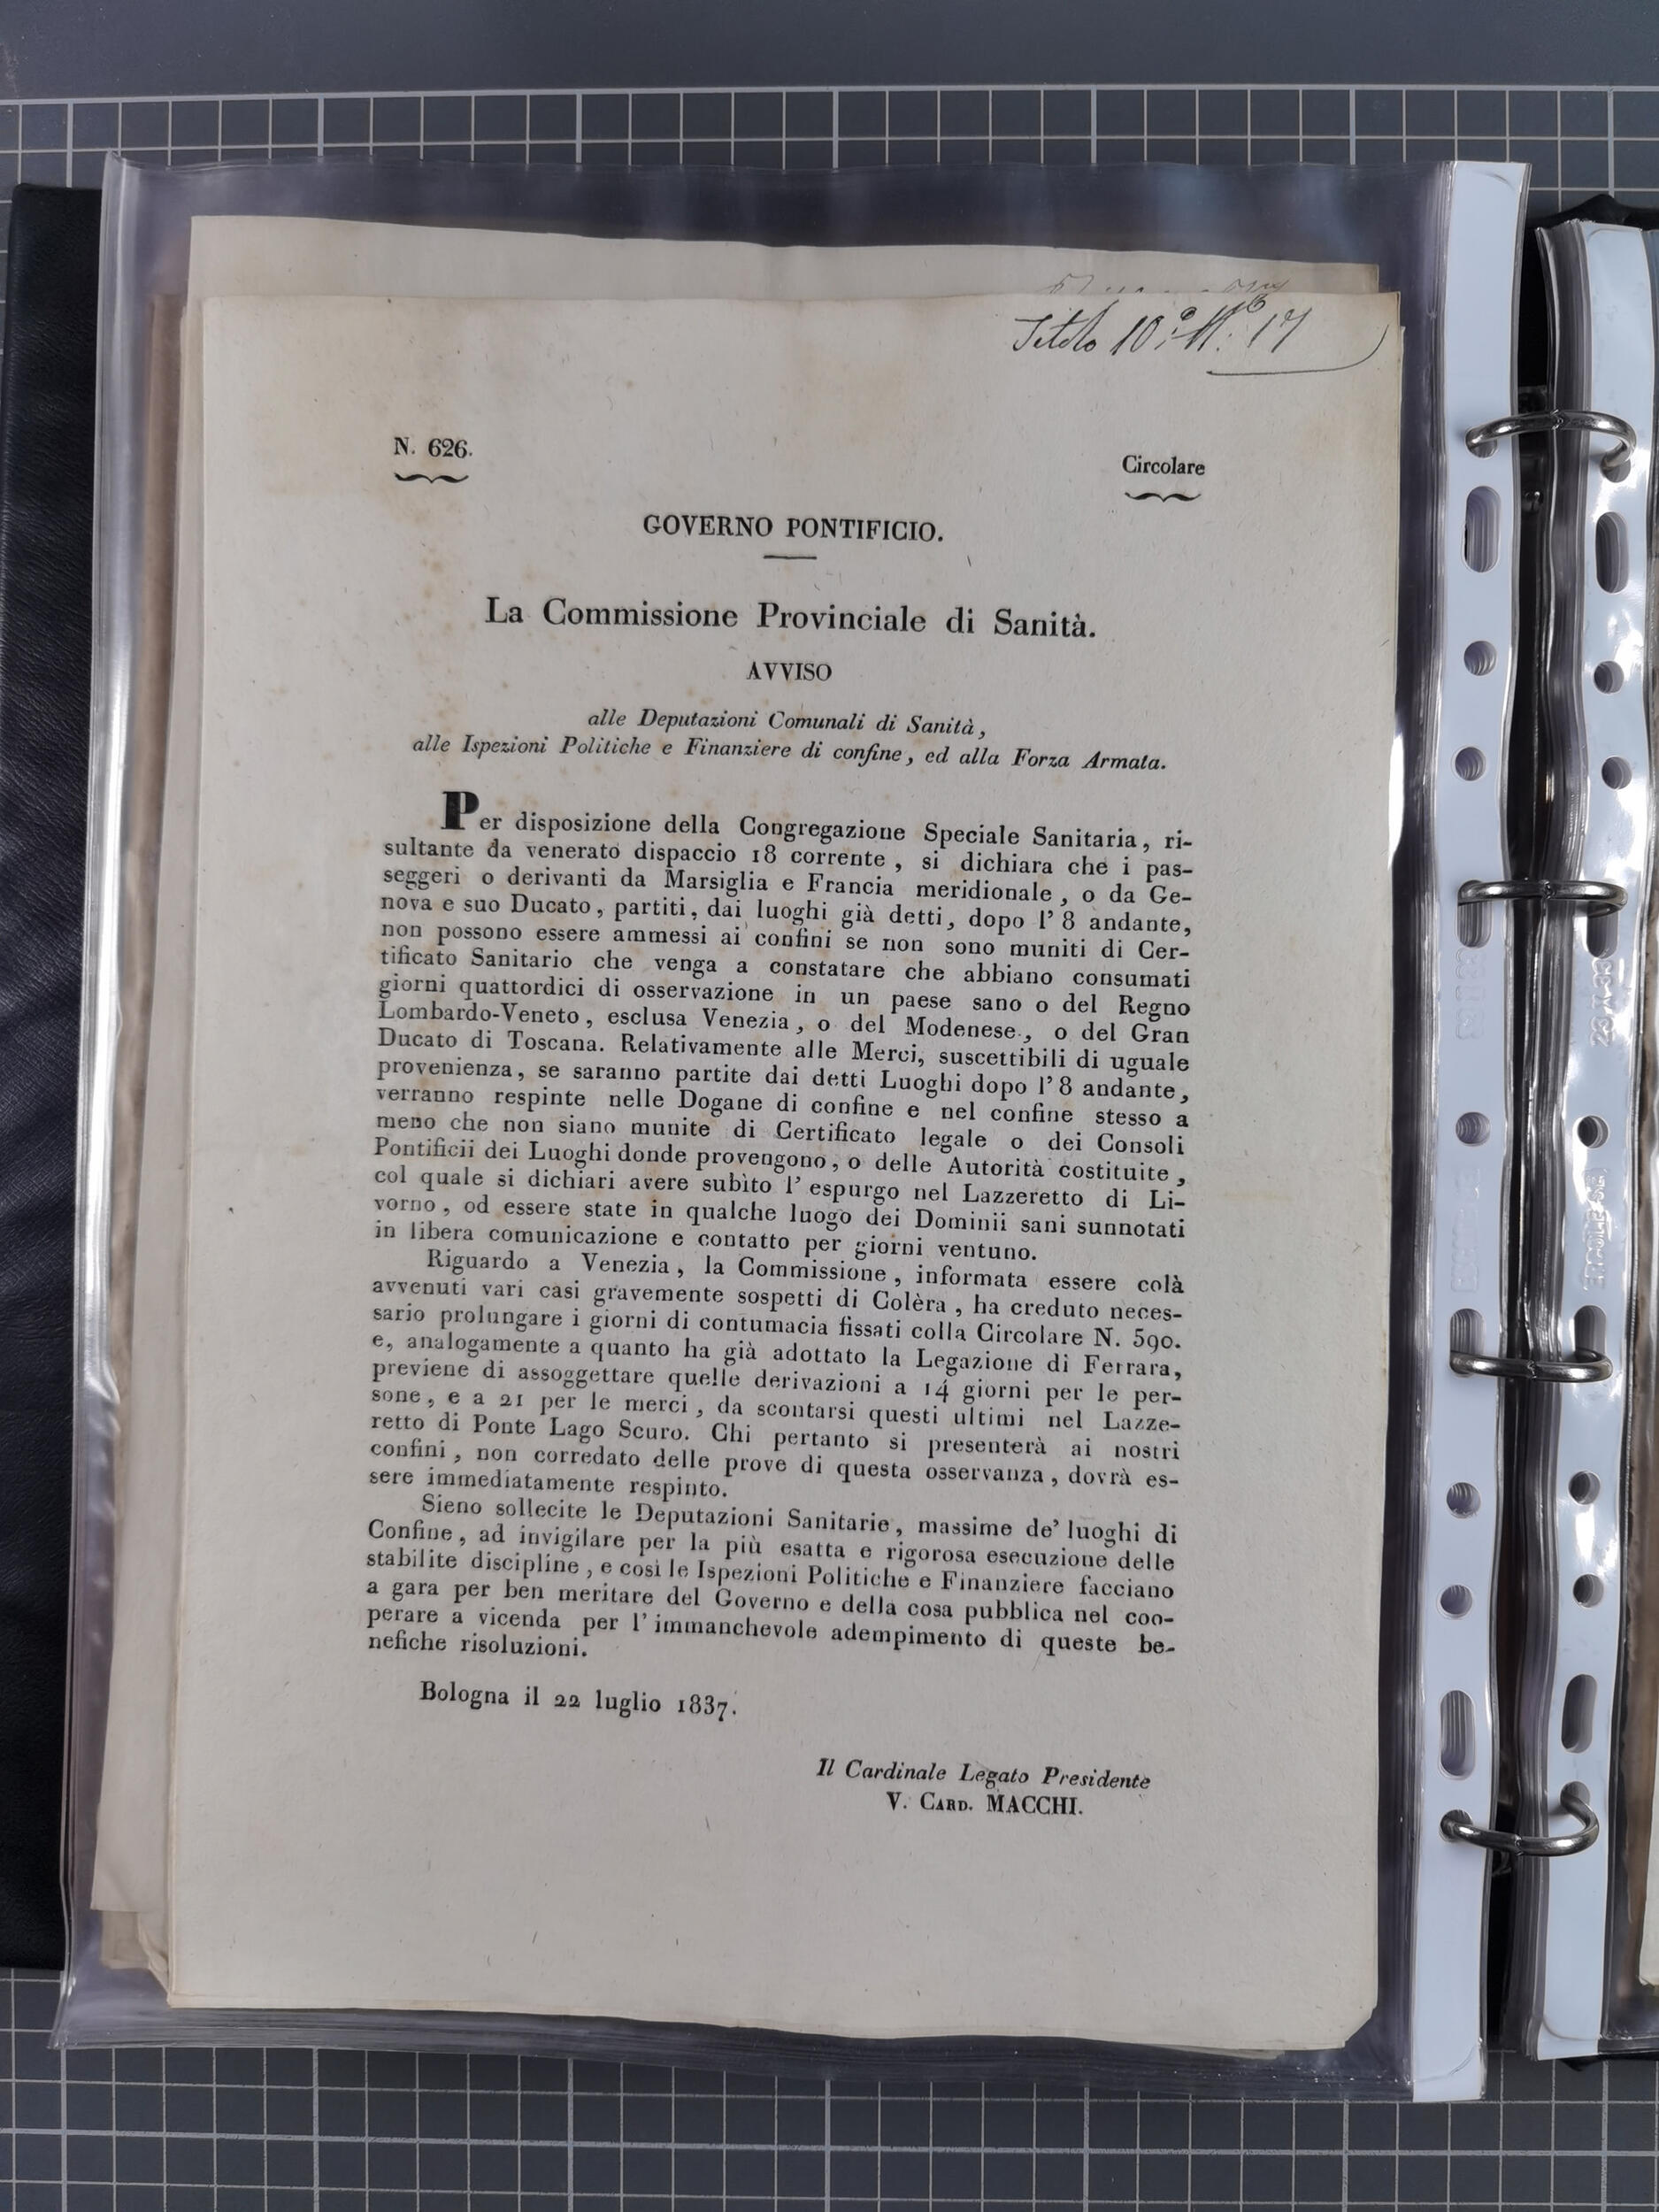 Titolo 10° N.° 17
N. 626.
Circolare
GOVERNO PONTIFICIO.
La Commissione Provinciale di Sanità.
AVVISO
alle Deputazioni Comunali di Sanità,
alle Ispezioni Politiche e Finanziere di confine, ed alla Forza Armata.
Per disposizione della Congregazione Speciale Sanitaria, ri-
sultante da venerato dispaccio 18 corrente, si dichiara che i pas-
seggeri o derivanti da Marsiglia e Francia meridionale, o da Ge-
nova e suo Ducato, partiti, dai luoghi già detti, dopo l'8 andante,
non possono essere ammessi ai confini se non sono muniti di Cer-
tificato Sanitario che venga a constatare che abbiano consumati
giorni quattordici di osservazione in un paese sano o del Regno
Lombardo-Veneto, esclusa Venezia, o del Modenese, o del Gran
Ducato di Toscana. Relativamente alle Merci, suscettibili di uguale
provenienza, se saranno partite dai detti Luoghi dopo l'8 andante,
verranno respinte nelle Dogane di confine e nel confine stesso a
meno che non siano munite di Certificato legale o dei Consoli
Pontificii dei Luoghi donde provengono, o delle Autorità costituite,
col quale si dichiari avere subìto l'espurgo nel Lazzeretto di Li-
vorno, od essere state in qualche luogo dei Dominii sani sunnotati
in libera comunicazione e contatto per giorni ventuno.
Riguardo a Venezia, la Commissione, informata essere colà
avvenuti vari casi gravemente sospetti di Colèra, ha creduto neces-
sario prolungare i giorni di contumacia fissati colla Circolare N. 590.
e, analogamente a quanto ha già adottato la Legazione di Ferrara,
previene di assoggettare quelle derivazioni a 14 giorni per le per-
sone, e a 21 per le merci, da scontarsi questi ultimi nel Lazze-
retto di Ponte Lago Scuro. Chi pertanto si presenterà ai nostri
confini, non corredato delle prove di questa osservanza, dovrà es-
sere immediatamente respinto.
Sieno sollecite le Deputazioni Sanitarie, massime de' luoghi di
Confine, ad invigilare per la più esatta e rigorosa esecuzione delle
stabilite discipline, e così le Ispezioni Politiche e Finanziere facciano
a gara per ben meritare del Governo e della cosa pubblica nel coo-
perare a vicenda per l'immanchevole adempimento di queste be-
nefiche risoluzioni.
Bologna il 22 luglio 1837.
Il Cardinale Legato Presidente
V. CARD. MACCHI.